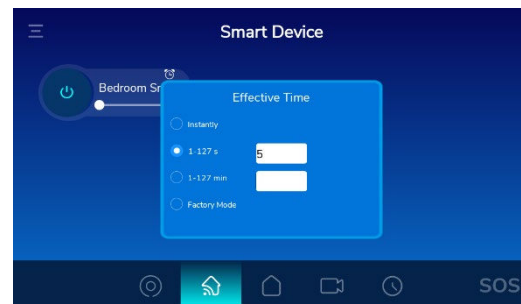 Smart Device
Bedroom Sr
Effective Time
Instantly
1-127 s
5
1-127 min
Factory Mode
SOS